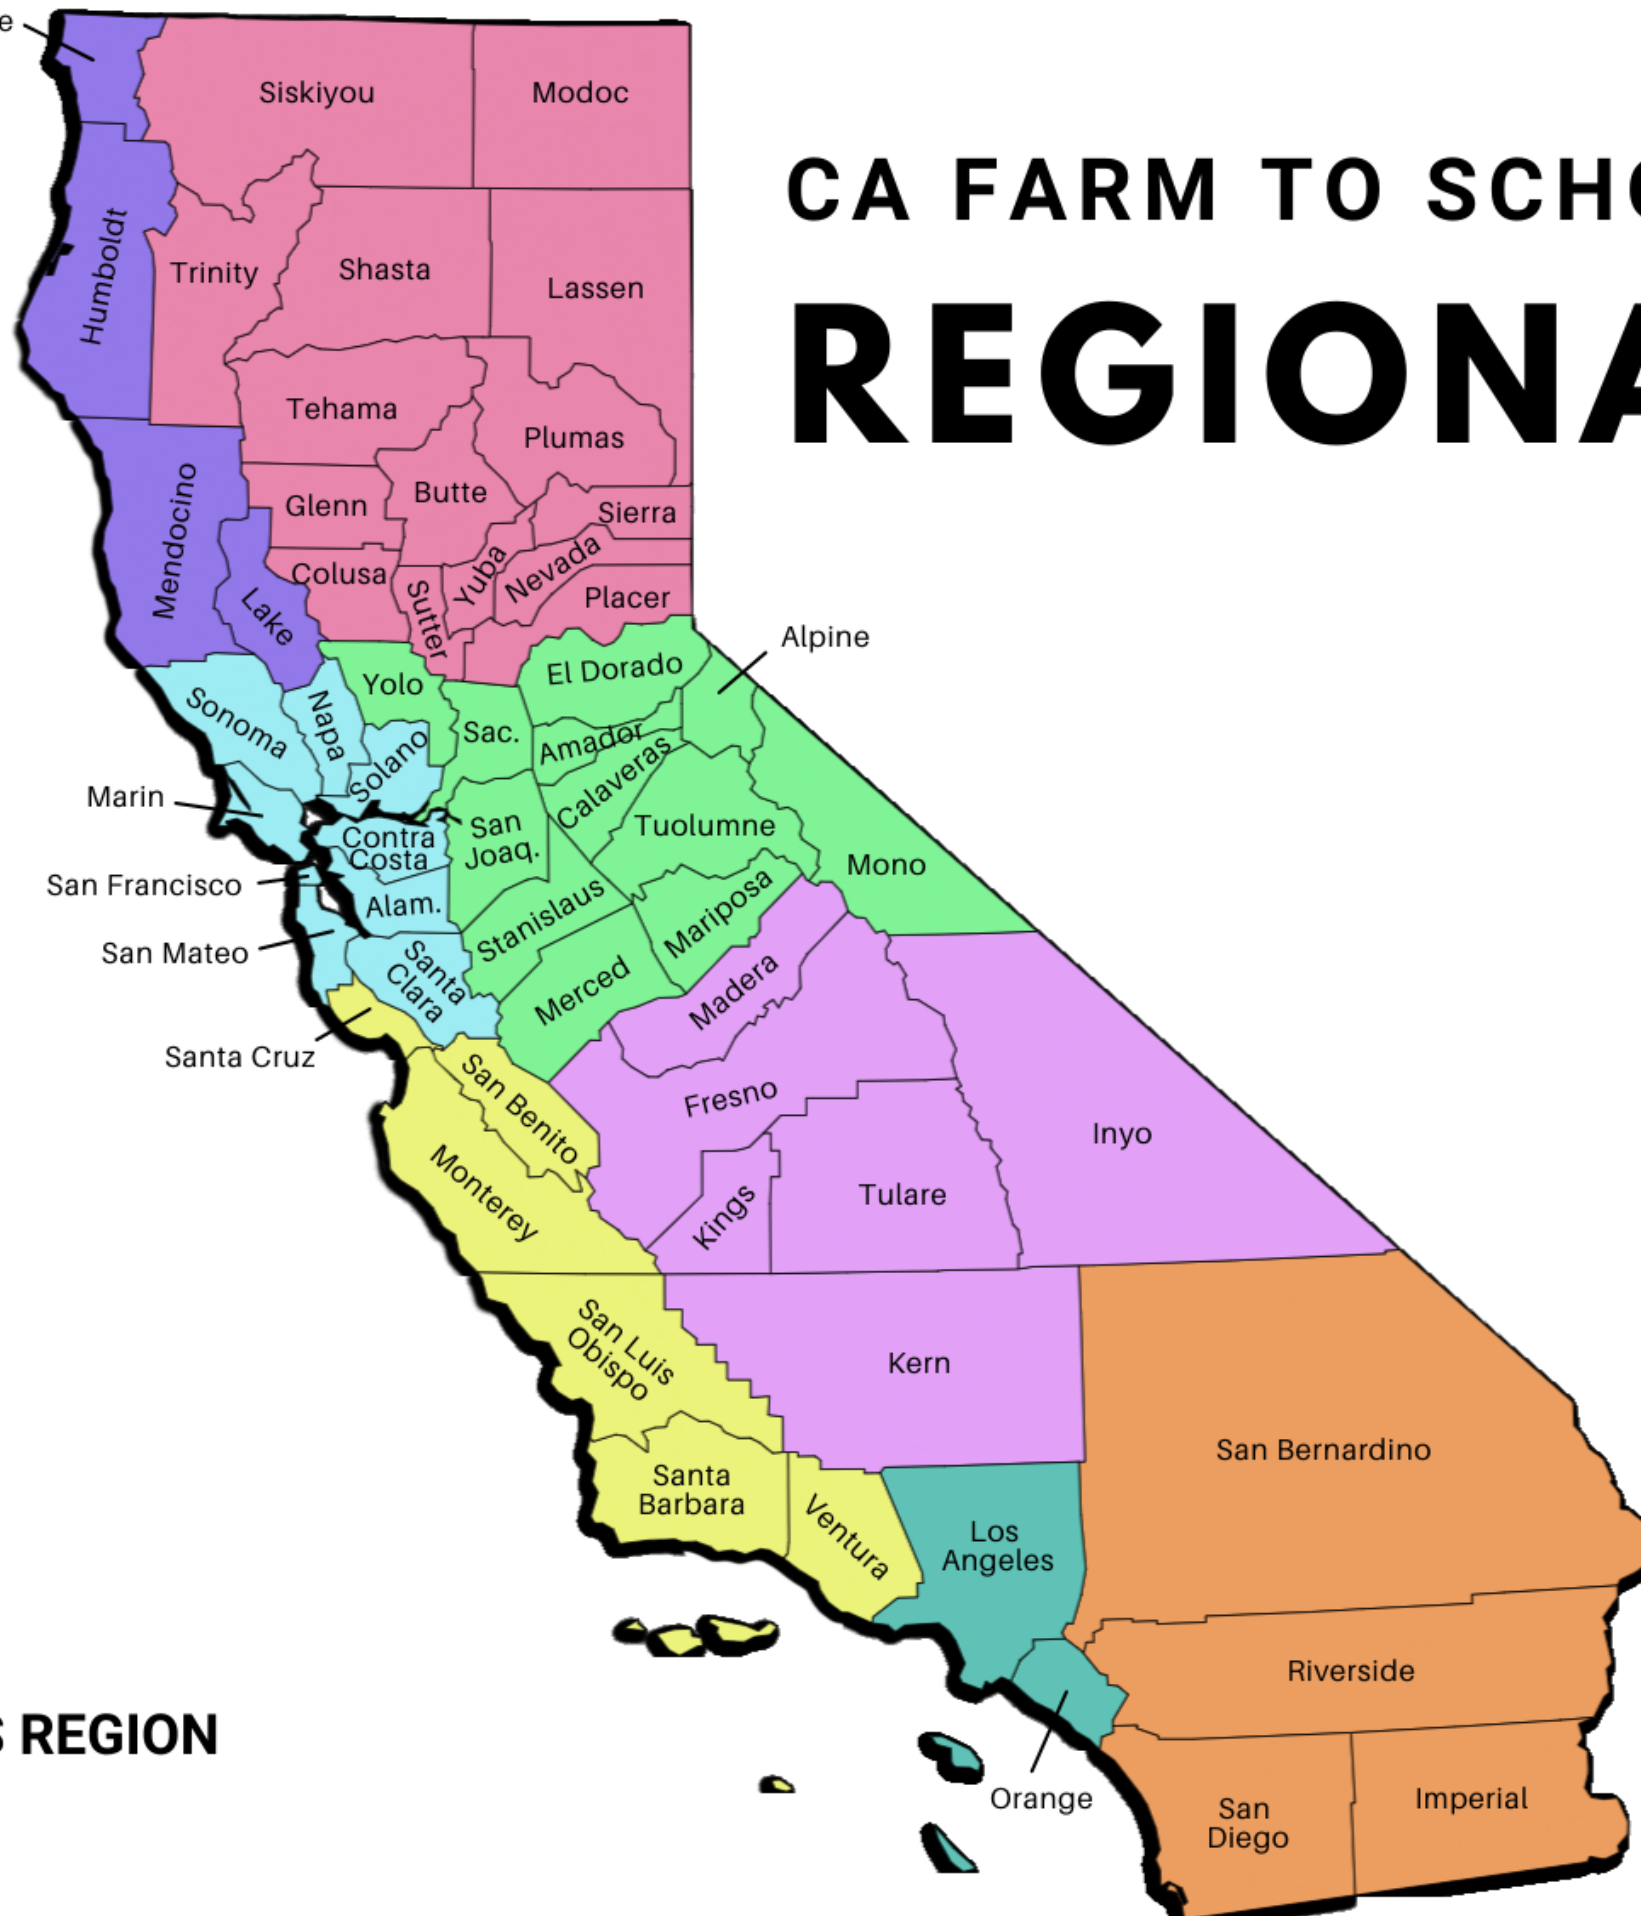 e
Siskiyou
Modoc
CA FARM TO SCHO
REGIONA
Humboldt
Trinity
Shasta
Lassen
Tehama
Plumas
Mendocino
Glenn
Butte
Sierra
Colusa
Sutter
Yuba
Nevada
Placer
Lake
Alpine
El Dorado
Yolo
Sonoma
Napa
Solano
Sac.
Amador
Calaveras
Marin
Contra
Costa
San
Joaq.
Tuolumne
Mono
San Francisco
Alam.
Stanislaus
Mariposa
San Mateo
Santa
Clara
Merced
Madera
Santa Cruz
San Benito
Fresno
Inyo
Monterey
Kings
Tulare
San Luis
Obispo
Kern
San Bernardino
Santa
Barbara
Ventura
Los
Angeles
Riverside
S REGION
Orange
San
Diego
Imperial